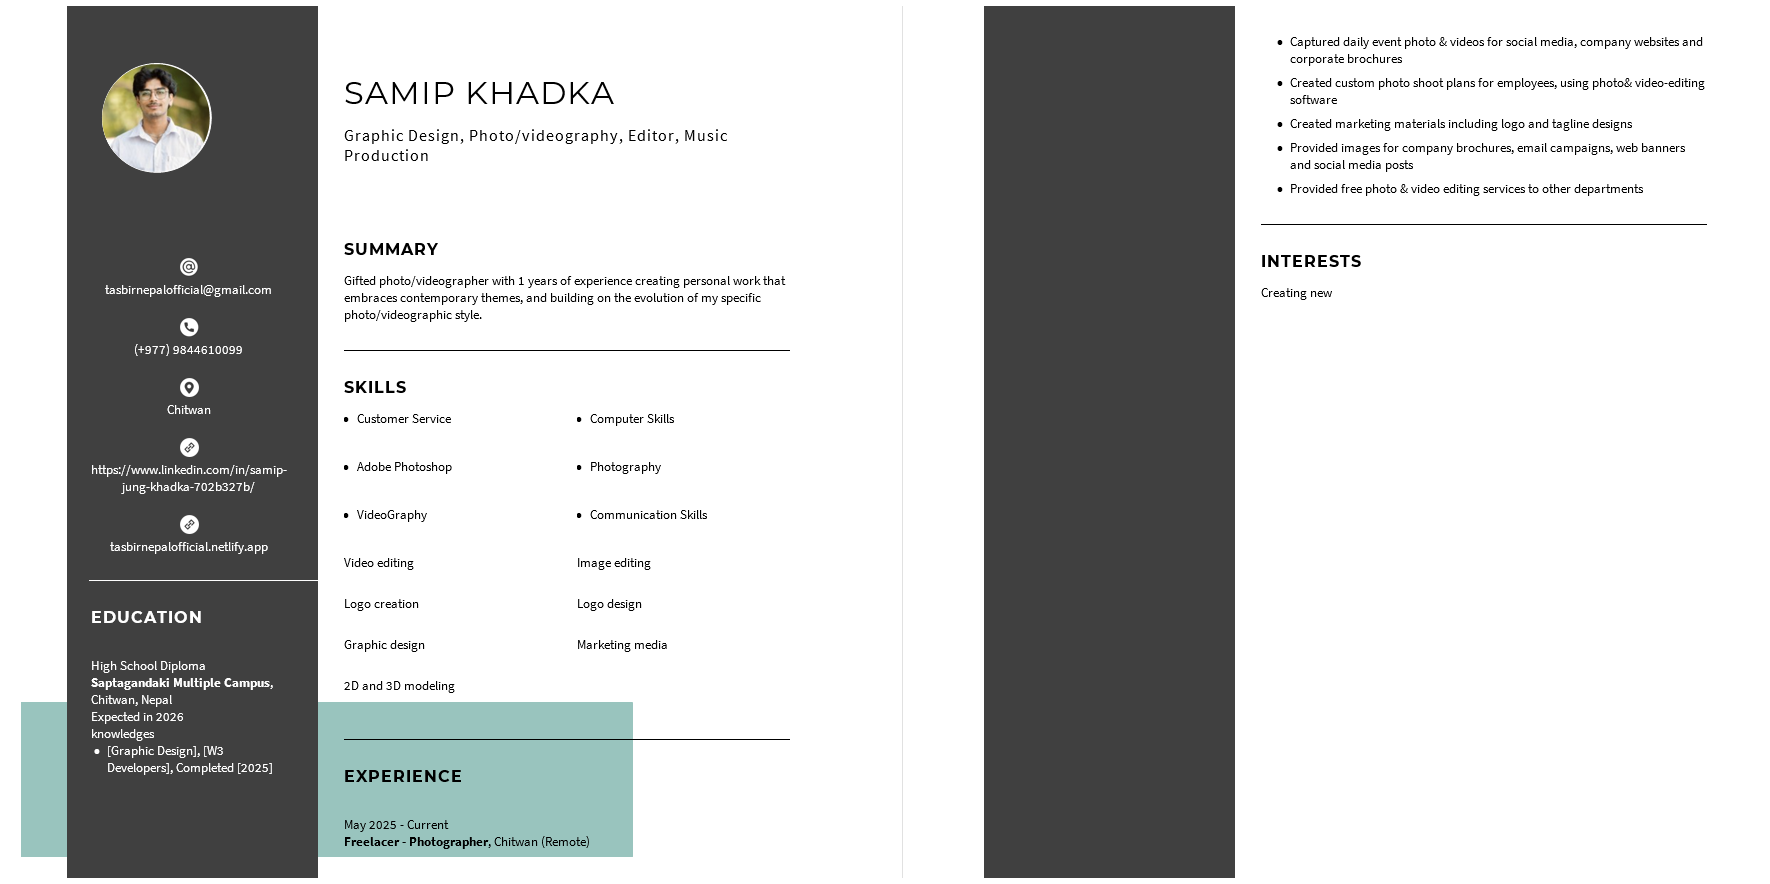 tasbirnepalofficial@gmail.com
(+977) 9844610099
Chitwan
https://www.linkedin.com/in/samip-
jung-khadka-702b327b/
tasbirnepalofficial.netlify.app
EDUCATION
High School Diploma
Saptagandaki Multiple Campus,
Chitwan, Nepal
Expected in 2026
knowledges
• [Graphic Design], [W3
Developers], Completed [2025]
SAMIP KHADKA
Graphic Design, Photo/videography, Editor, Music
Production
SUMMARY
Gifted photo/videographer with 1 years of experience creating personal work that
embraces contemporary themes, and building on the evolution of my specific
photo/videographic style.
SKILLS
• Customer Service
• Computer Skills
• Adobe Photoshop
• Photography
• VideoGraphy
• Communication Skills
Video editing
Image editing
Logo creation
Logo design
Graphic design
Marketing media
2D and 3D modeling
EXPERIENCE
May 2025 - Current
Freelacer - Photographer, Chitwan (Remote)
• Captured daily event photo & videos for social media, company websites and
corporate brochures
• Created custom photo shoot plans for employees, using photo& video-editing
software
• Created marketing materials including logo and tagline designs
• Provided images for company brochures, email campaigns, web banners
and social media posts
• Provided free photo & video editing services to other departments
INTERESTS
Creating new